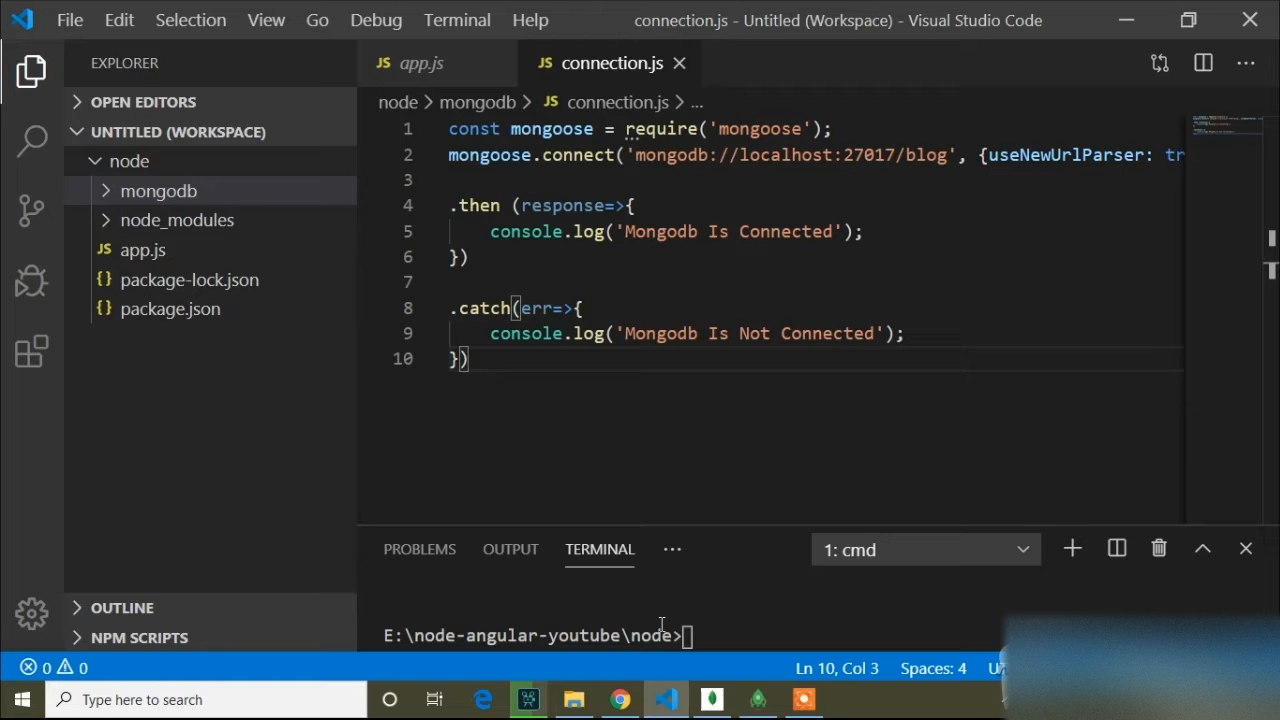 File Edit Selection View Go Debug Terminal Help connection.js - Untitled (Workspace) - Visual Studio Code
EXPLORER
OPEN EDITORS
UNTITLED (WORKSPACE)
node
mongodb
node_modules
JS app.js
{} package-lock.json
{} package.json
OUTLINE
NPM SCRIPTS
JS app.js JS connection.js
node > mongodb > JS connection.js > ...
1 const mongoose = require('mongoose');
2 mongoose.connect('mongodb://localhost:27017/blog', {useNewUrlParser: tr
3
4 .then (response=>{
5 console.log('Mongodb Is Connected');
6 })
7
8 .catch(err=>{
9 console.log('Mongodb Is Not Connected');
10 })
PROBLEMS OUTPUT TERMINAL ... 1: cmd
E:\node-angular-youtube\node>
0 0 Ln 10, Col 3 Spaces: 4
Type here to search